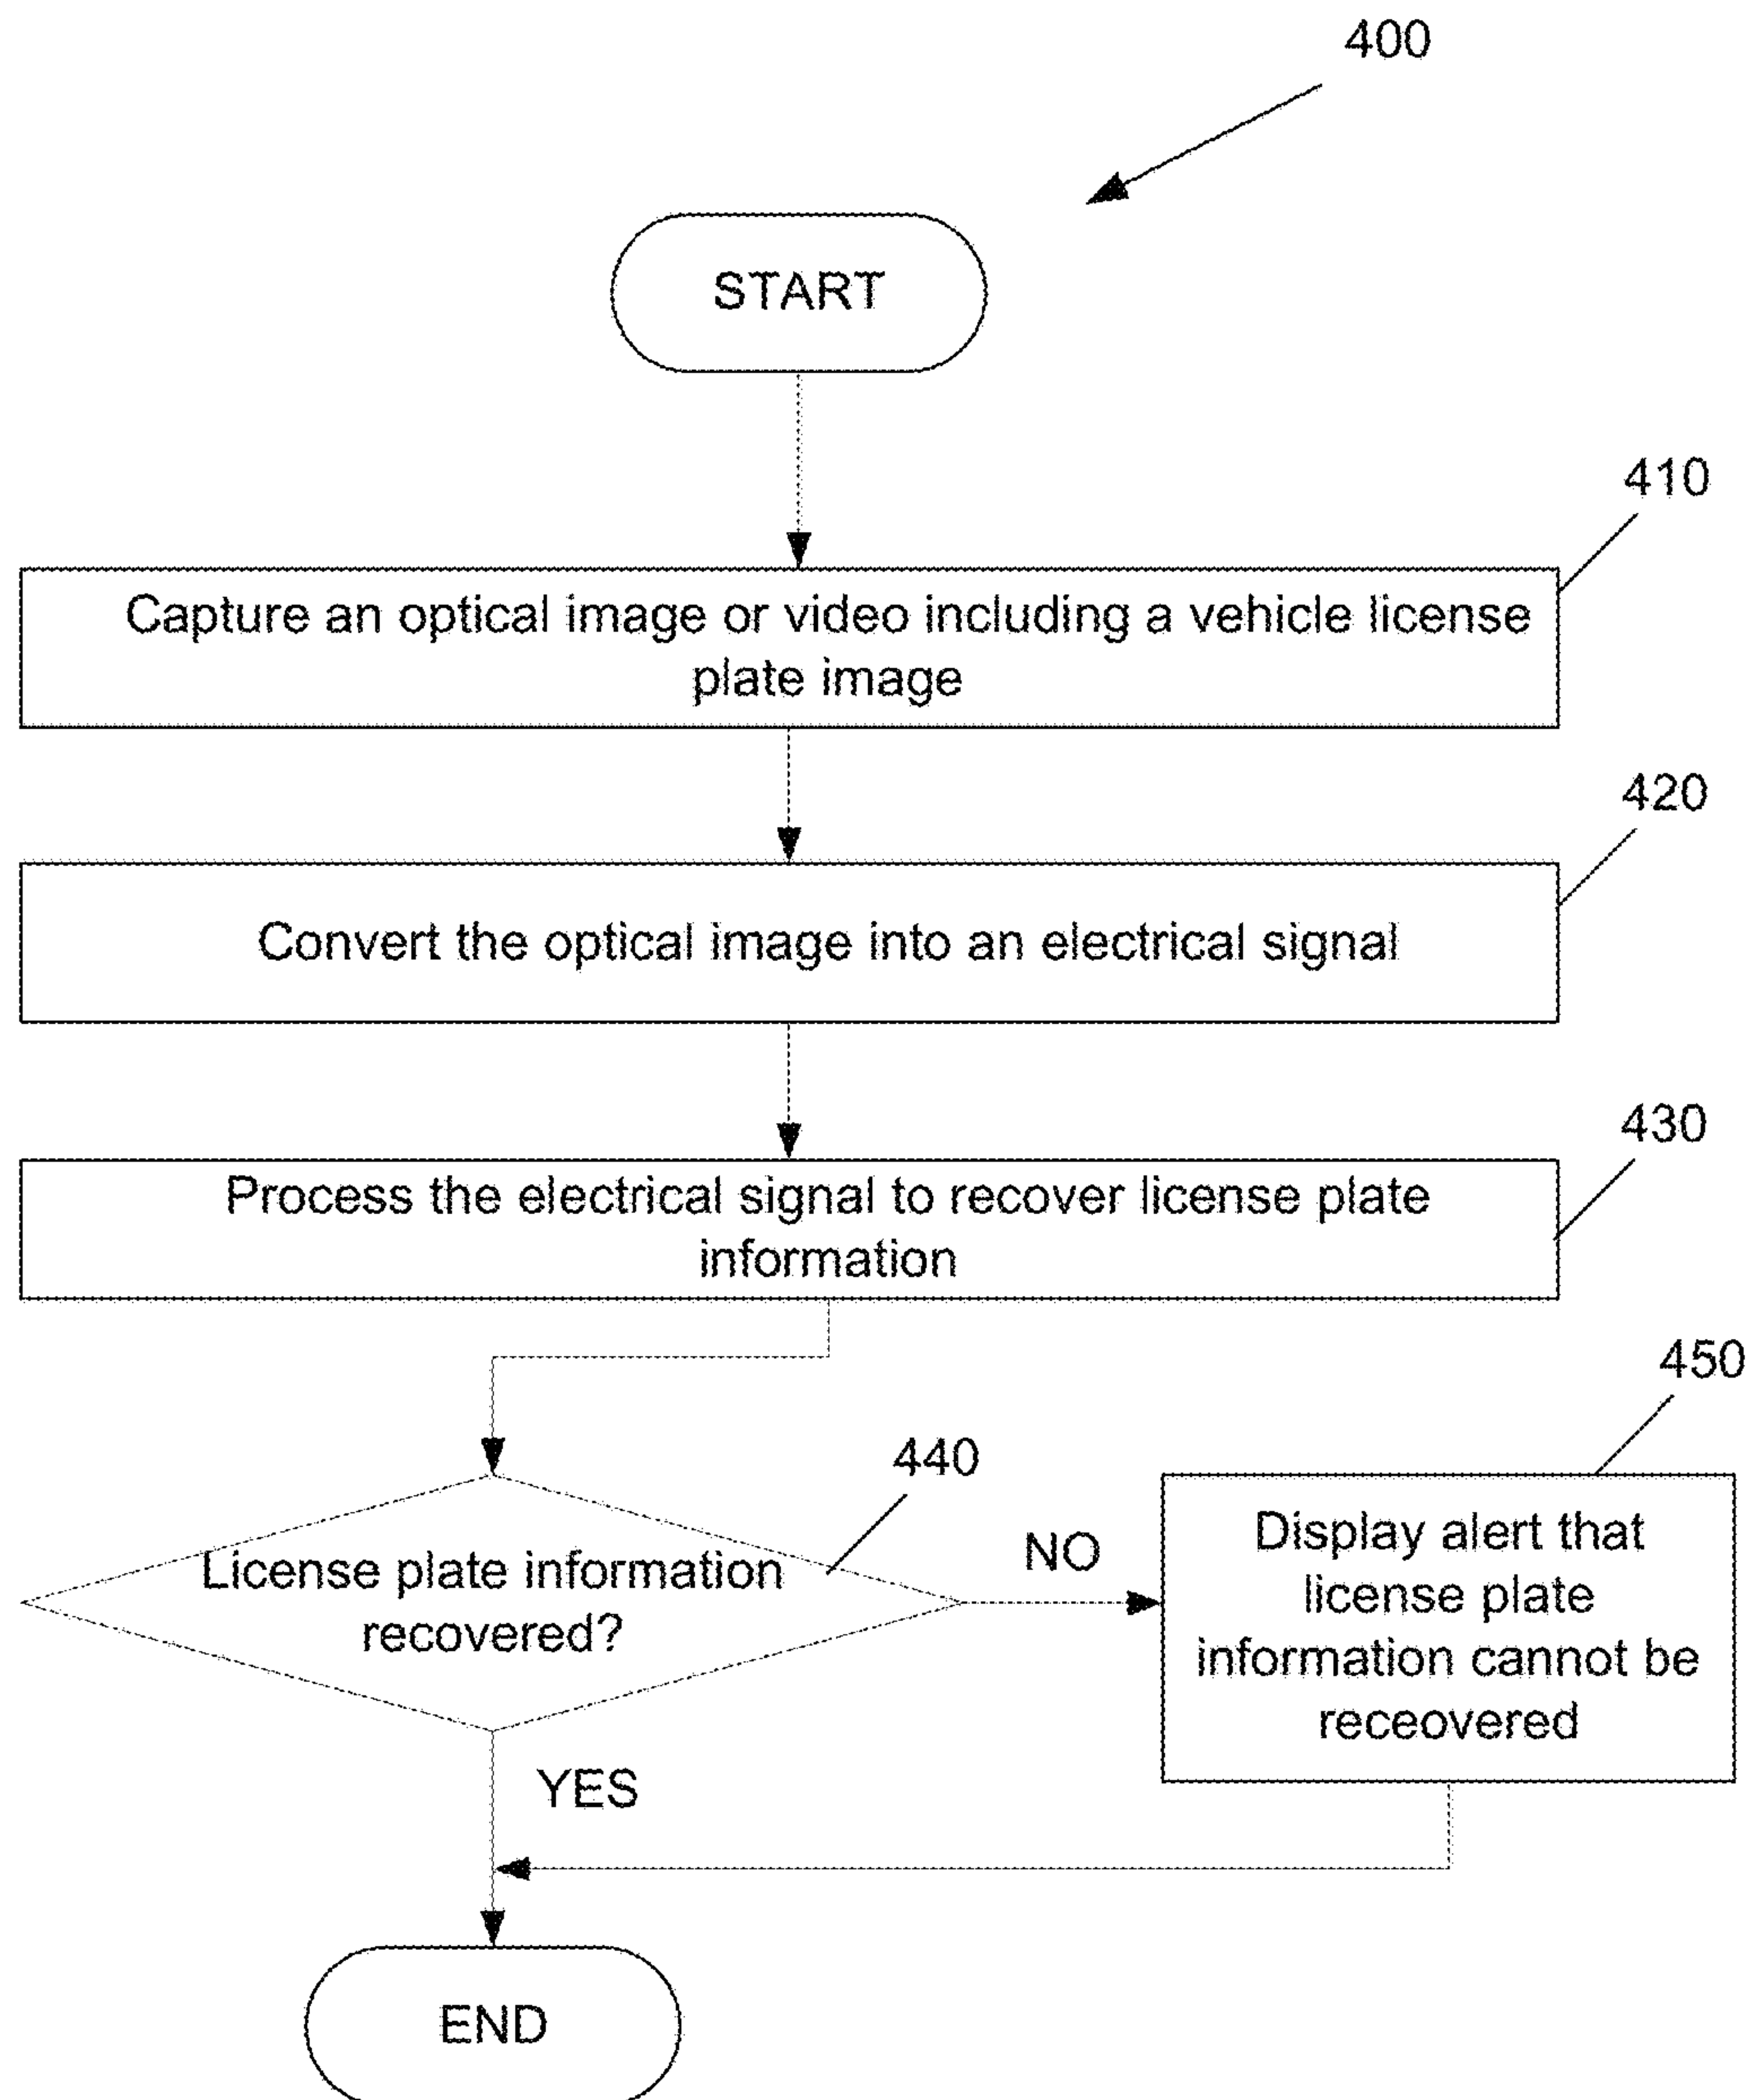 400
START
410
Capture an optical image or video including a vehicle license
plate image
420
Convert the optical image into an electrical signal
430
Process the electrical signal to recover license plate
information
450
440
License plate information
recovered?
NO
Display alert that
license plate
information cannot be
receovered
YES
END